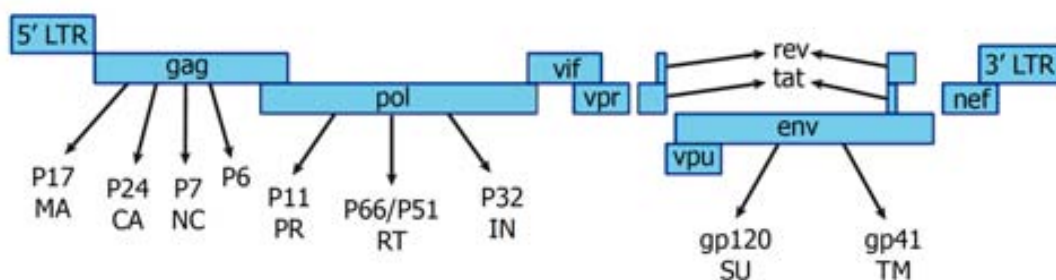 5' LTR
gag
pol
vif
vpr
rev
tat
env
vpu
nef
3' LTR
P17
MA
P24
CA
P7
NC
P6
P11
PR
P66/P51
RT
P32
IN
gp120
SU
gp41
TM